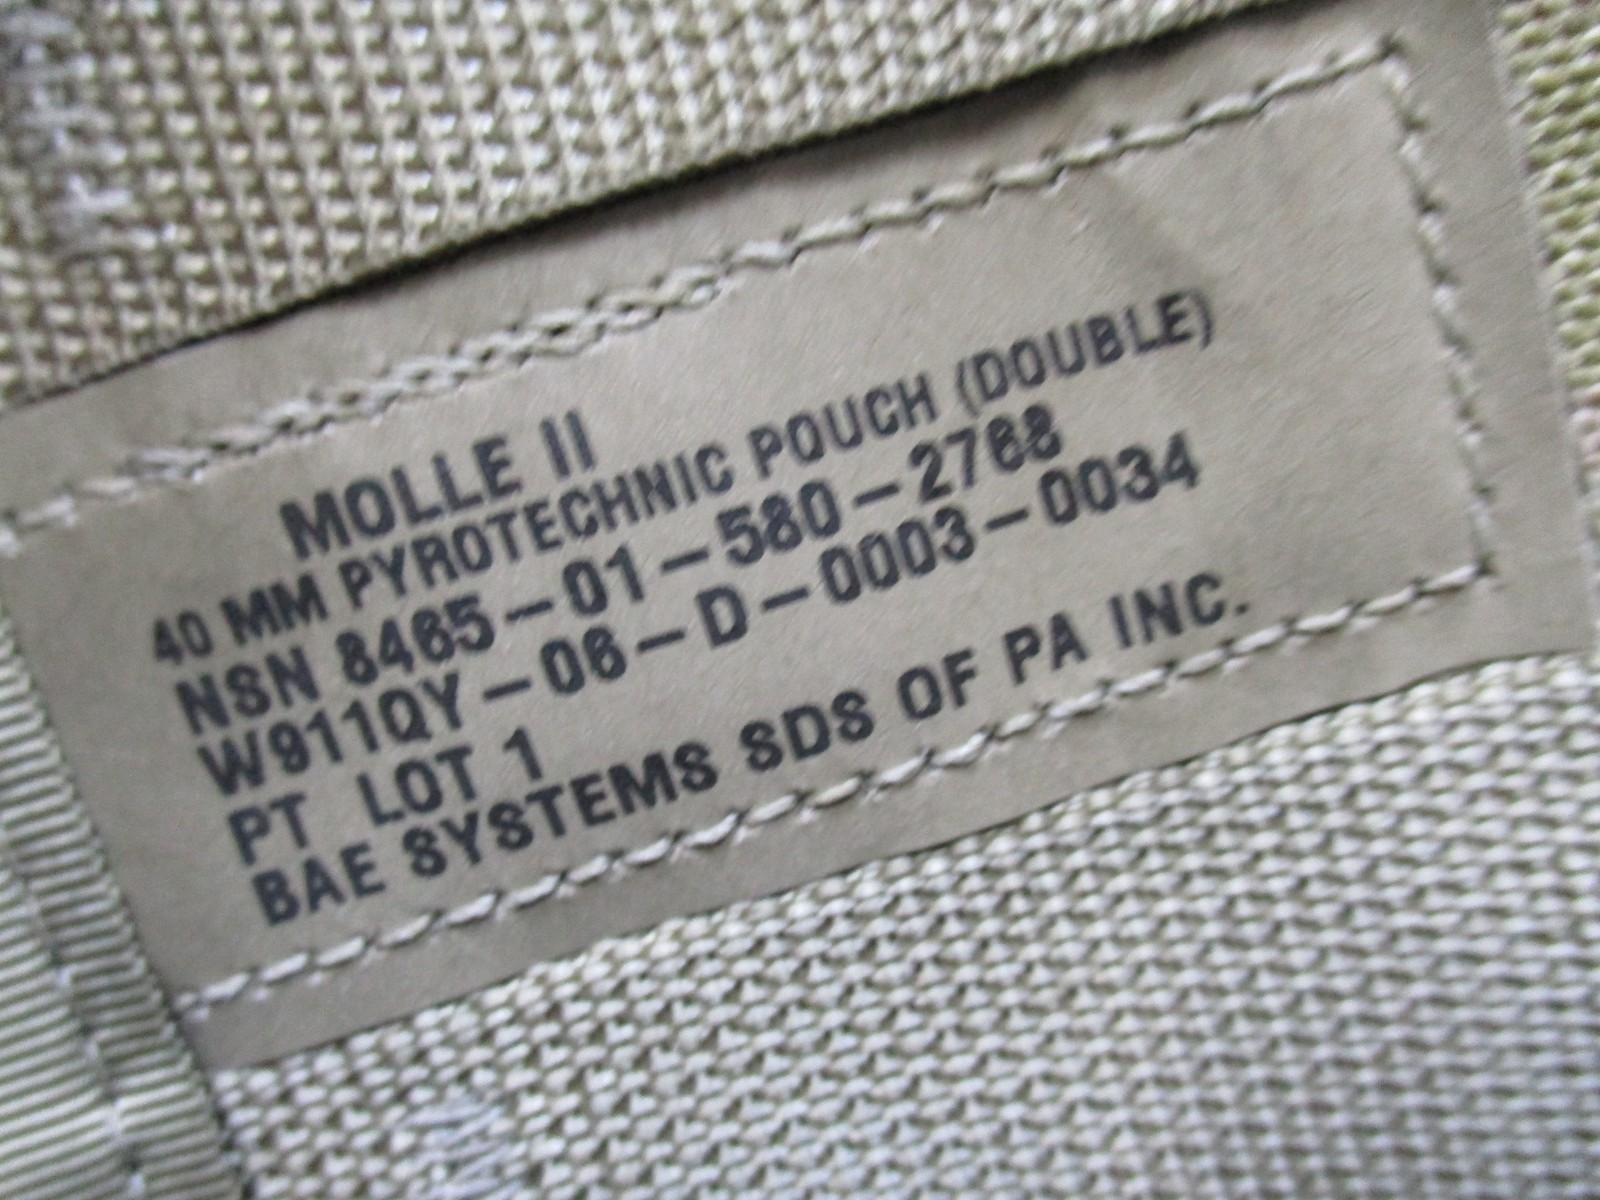 MOLLE II
40 MM PYROTECHNIC POUCH (DOUBLE)
NSN 8465-01-580-2768
W911QY-06-D-0003-0034
PT LOT 1
BAE SYSTEMS SDS OF PA INC.